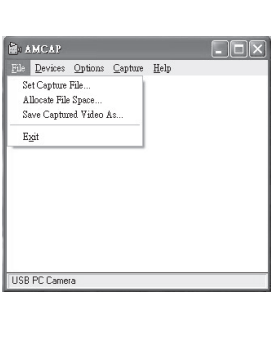 AMCAP
File Devices Options Capture Help
Set Capture File...
Allocate File Space...
Save Captured Video As...
Exit
USB PC Camera